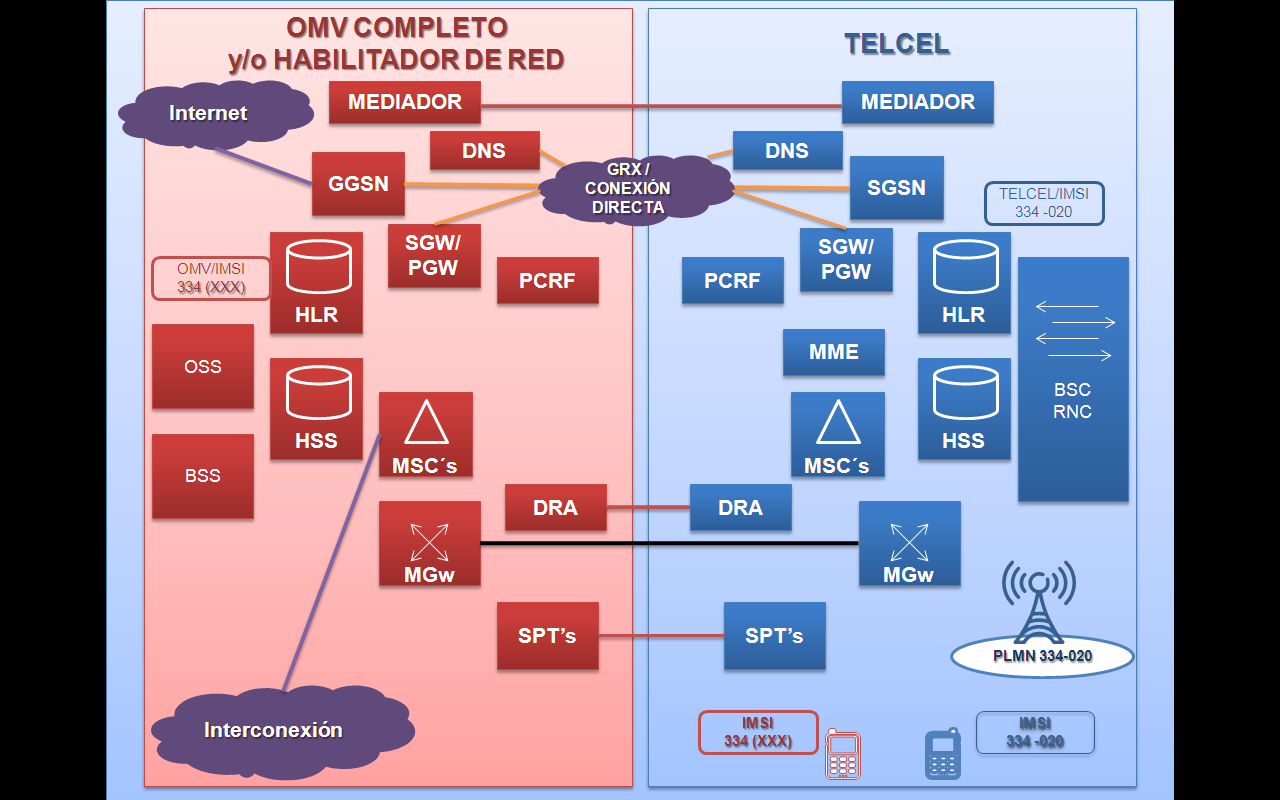 OMV COMPLETO
y/o HABILITADOR DE RED
TELCEL
Internet
MEDIADOR
MEDIADOR
DNS
GRX /
CONEXIÓN
DIRECTA
DNS
GGSN
SGSN
TELCEL/IMSI
334 -020
SGW/
PGW
SGW/
PGW
OMV/IMSI
334 (XXX)
HLR
PCRF
PCRF
HLR
OSS
MME
BSC
RNC
HSS
HSS
BSS
MSC´s
MSC´s
DRA
DRA
MGw
MGw
SPT’s
SPT’s
PLMN 334-020
Interconexión
IMSI
334 (XXX)
IMSI
334 -020